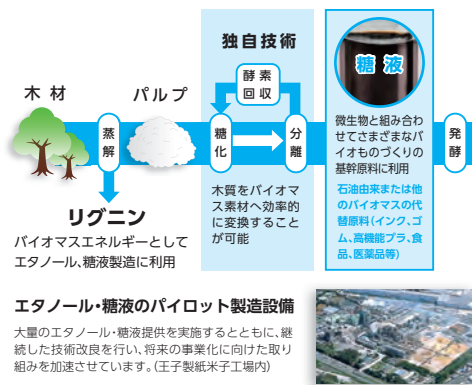 木材
蒸解
パルプ
リグニン
バイオマスエネルギーとして
エタノール、糖液製造に利用
独自技術
酵素
回収
糖化
分離
木質をバイオマ
ス素材へ効率的
に変換すること
が可能
糖液
微生物と組み合わ
せてさまざまなバ
イオものづくりの
基幹原料に利用
石油由来または他
のバイオマスの代
替原料(インク、ゴ
ム、高機能プラ、食
品、医薬品等)
発酵
エタノール・糖液のパイロット製造設備
大量のエタノール・糖液提供を実施するとともに、継
続した技術改良を行い、将来の事業化に向けた取り
組みを加速させています。(王子製紙米子工場内)